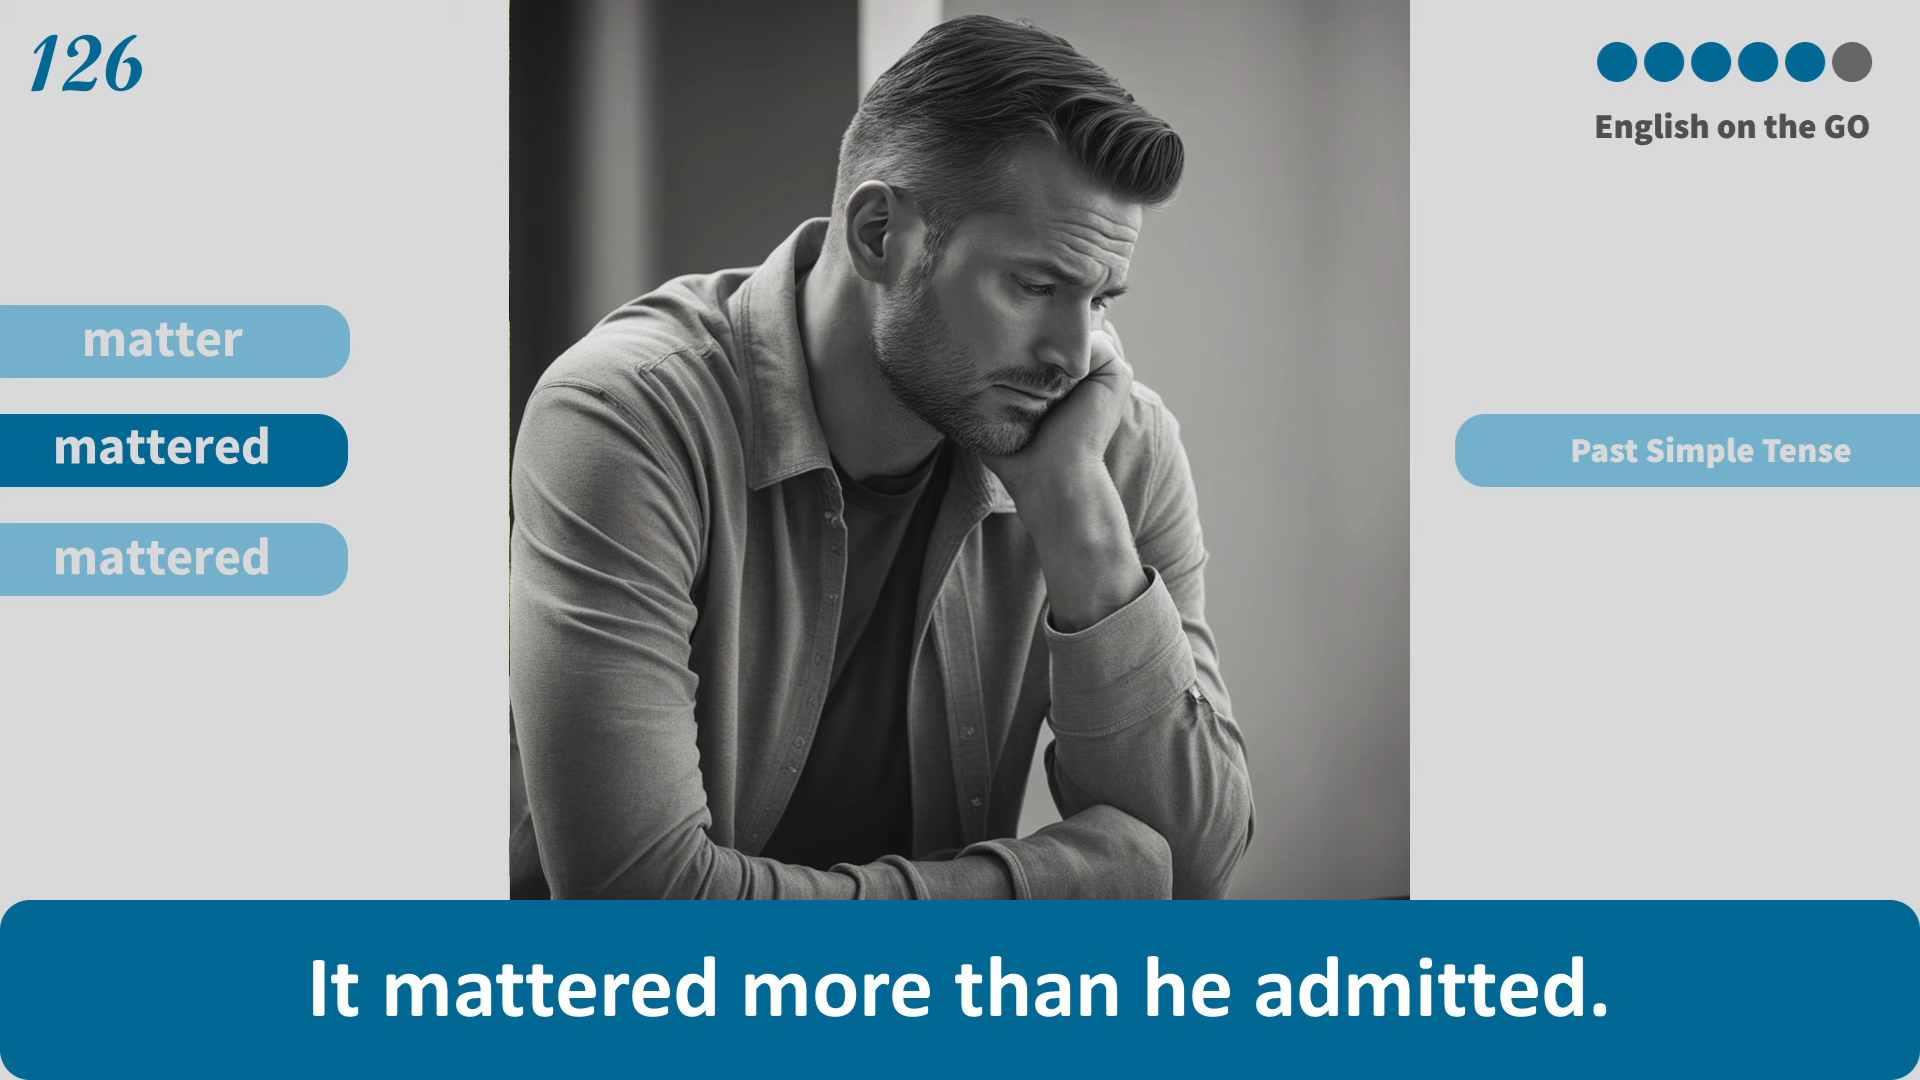 126
English on the GO
matter
mattered
mattered
Past Simple Tense
It mattered more than he admitted.